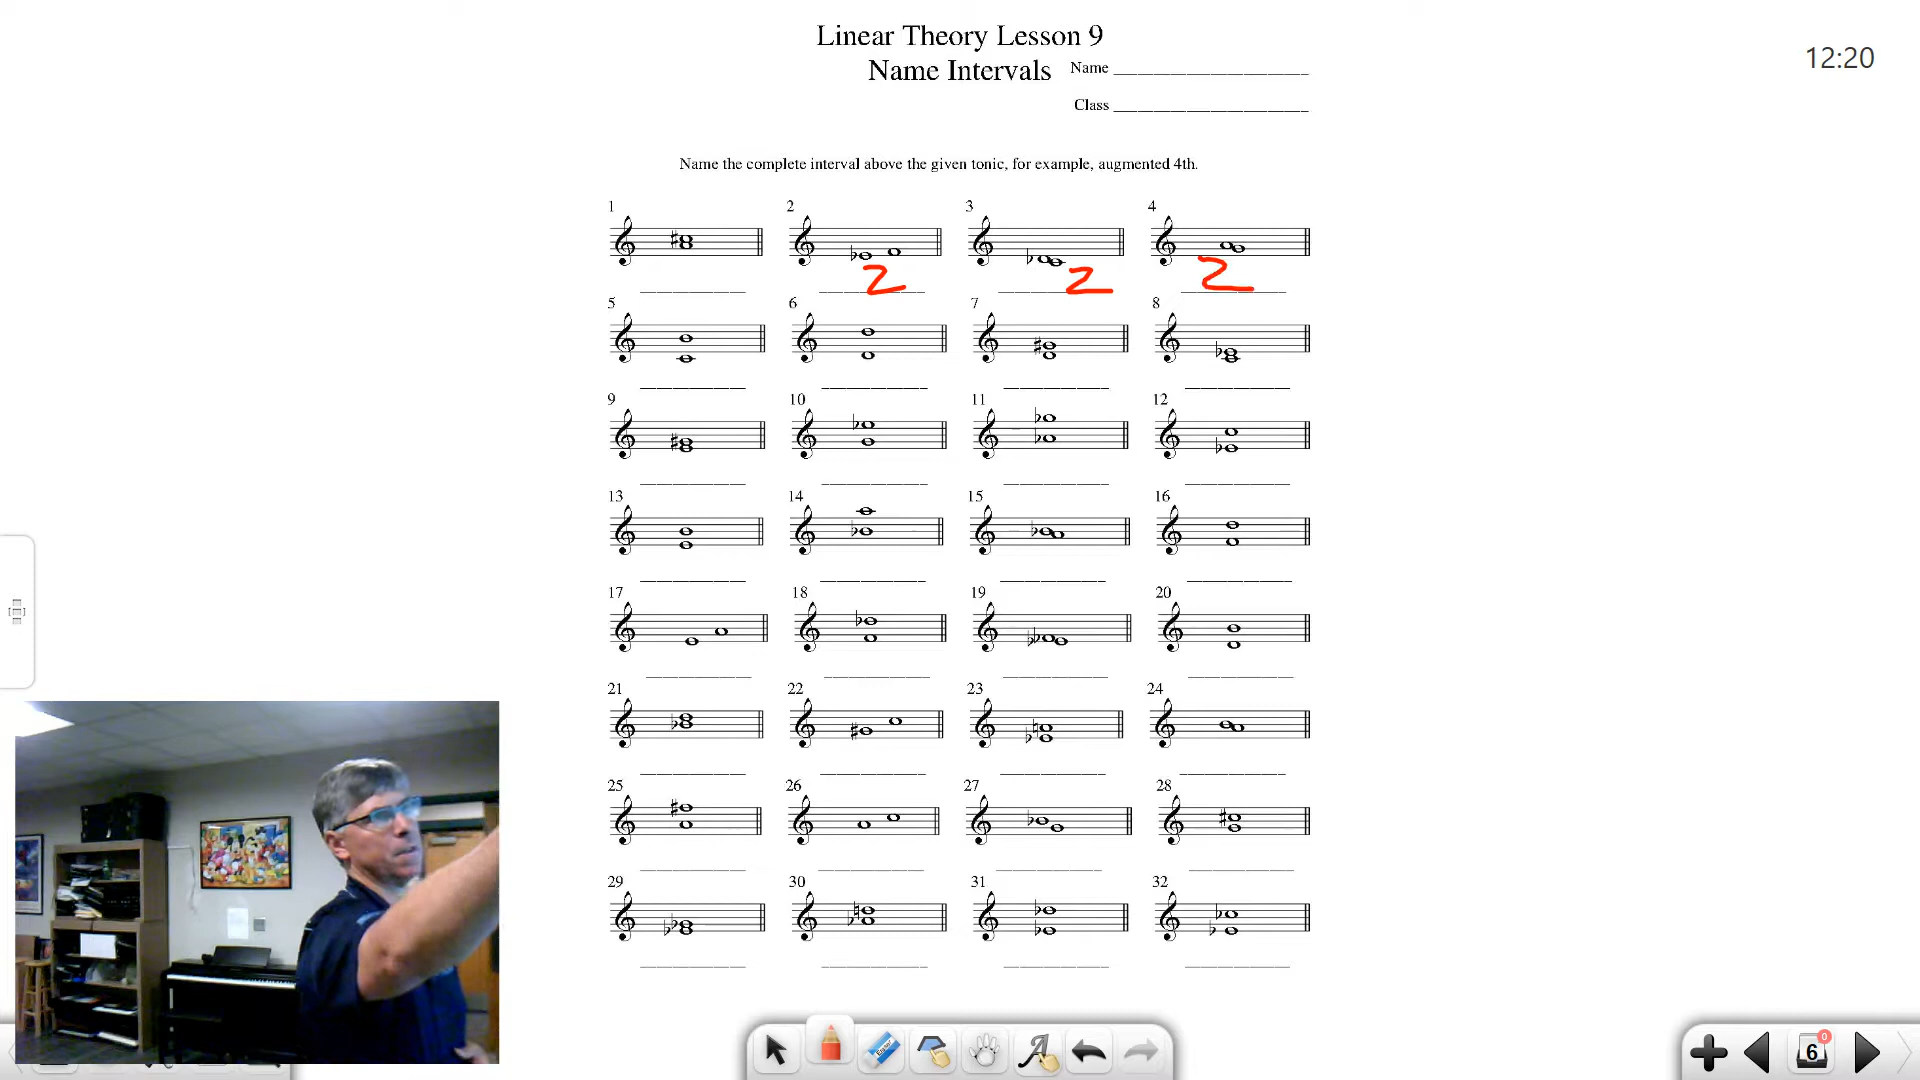 Linear Theory Lesson 9
12:20
Name Intervals
Name
Class
Name the complete interval above the given tonic, for example, augmented 4th.
1 2 3 4
2 2 2
5 6 7 8
9 10 11 12
13 14 15 16
17 18 19 20
21 22 23 24
25 26 27 28
29 30 31 32
Eraser
A
0
6